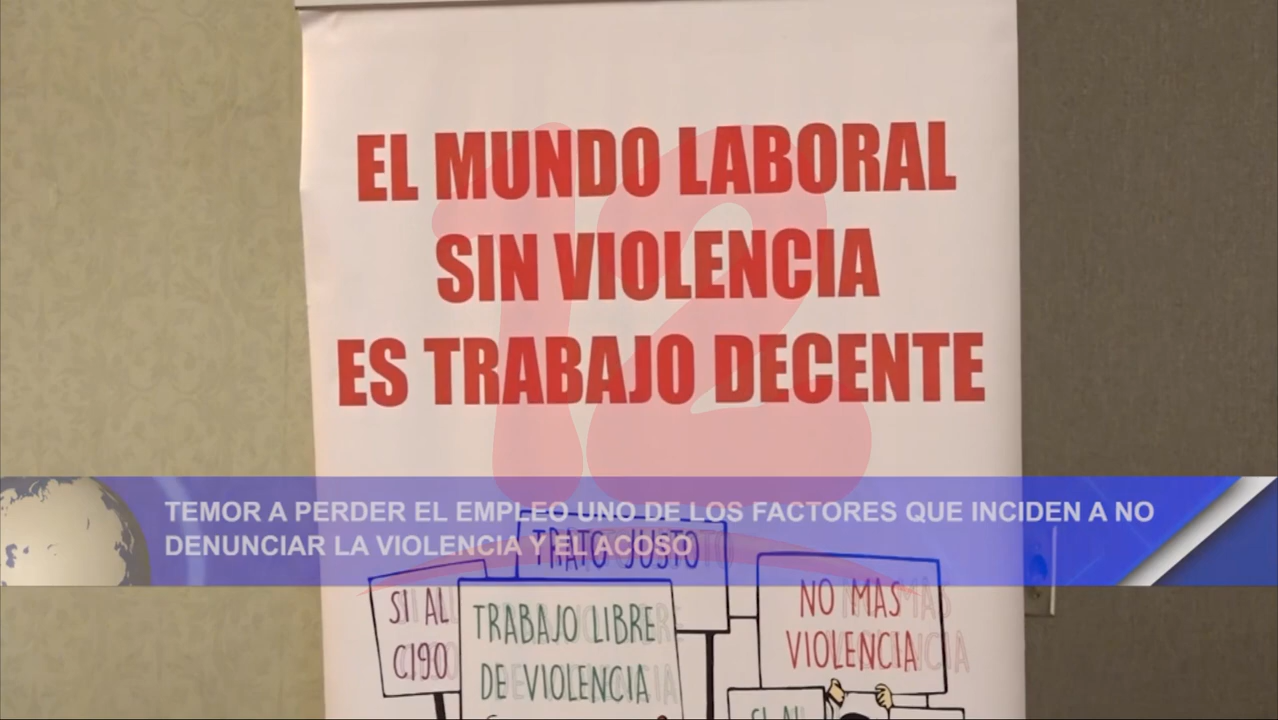 EL MUNDO LABORAL
SIN VIOLENCIA
ES TRABAJO DECENTE
12
TEMOR A PERDER EL EMPLEO UNO DE LOS FACTORES QUE INCIDEN A NO
DENUNCIAR LA VIOLENCIA Y EL ACOSO
TRATO JUSTO
SI AL
C190
TRABAJO LIBRE
DE VIOLENCIA
NO MAS
VIOLENCIA